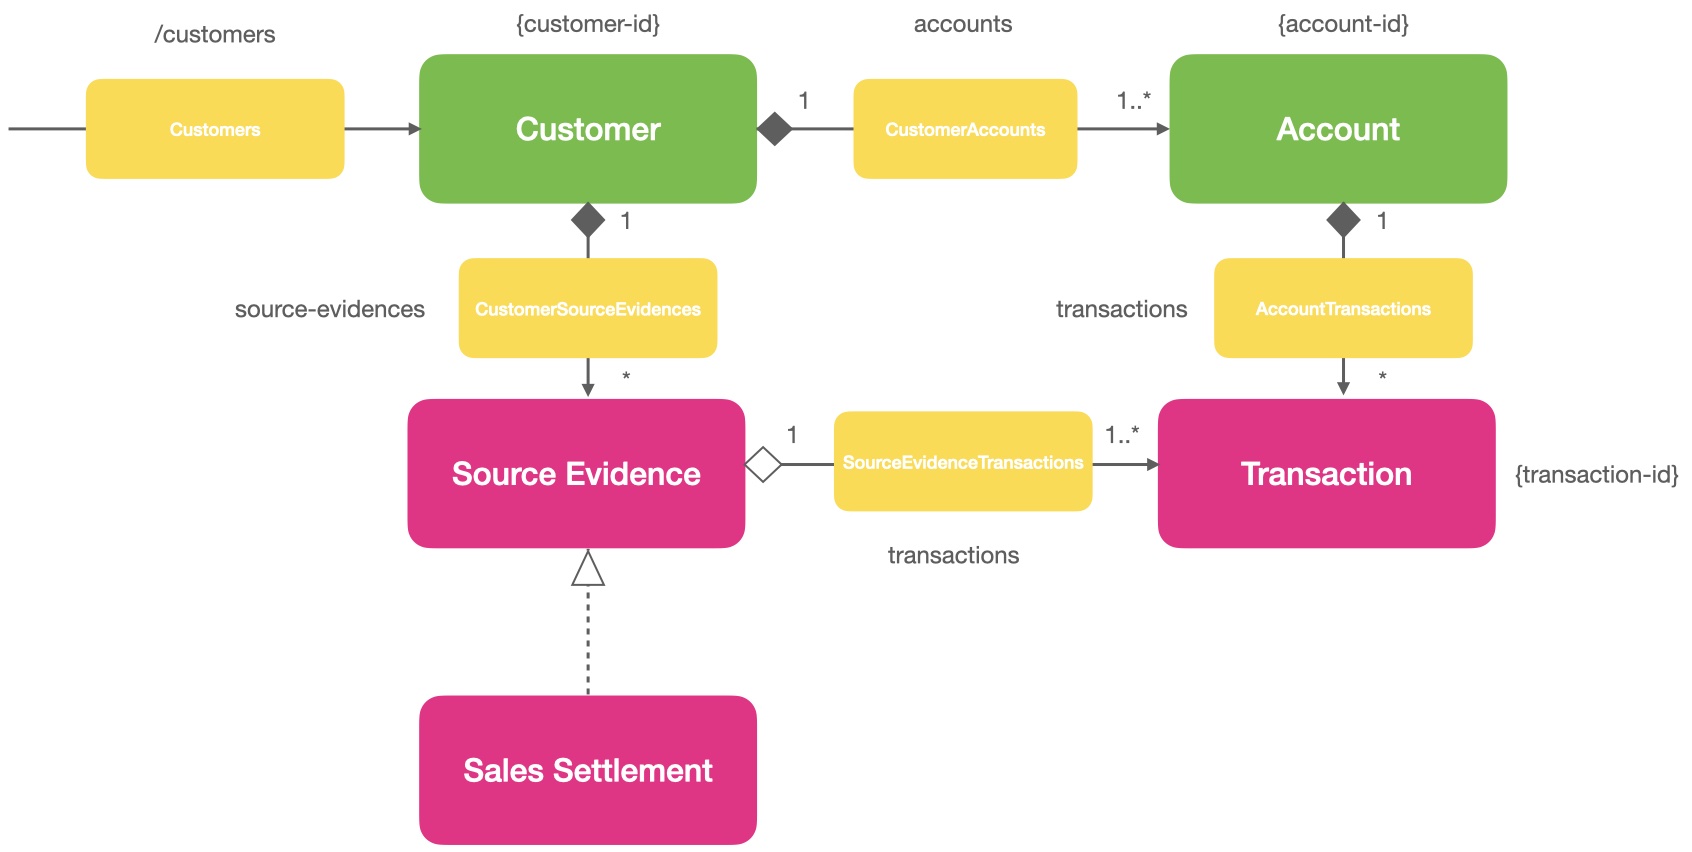 /customers
{customer-id}
accounts
{account-id}
Customers
Customer
1
CustomerAccounts
1..*
Account
1
1
source-evidences
CustomerSourceEvidences
transactions
AccountTransactions
*
*
Source Evidence
1
SourceEvidenceTransactions
1..*
Transaction
{transaction-id}
transactions
Sales Settlement